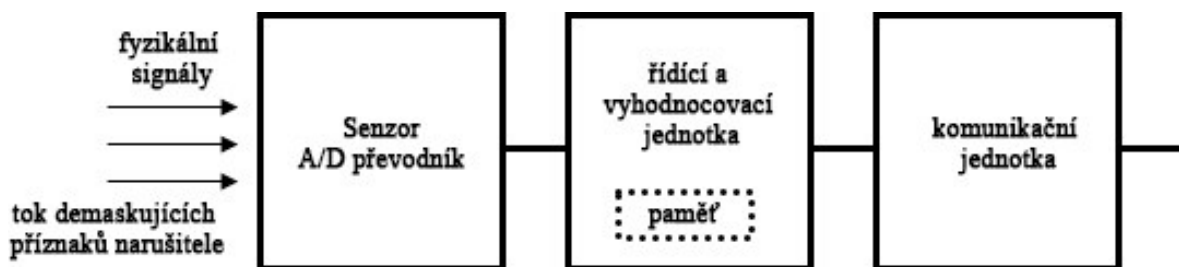 fyzikální
signály
tok demaskujících
příznaků narušitele
Senzor
A/D převodník
řídící a
vyhodnocovací
jednotka
paměť
komunikační
jednotka